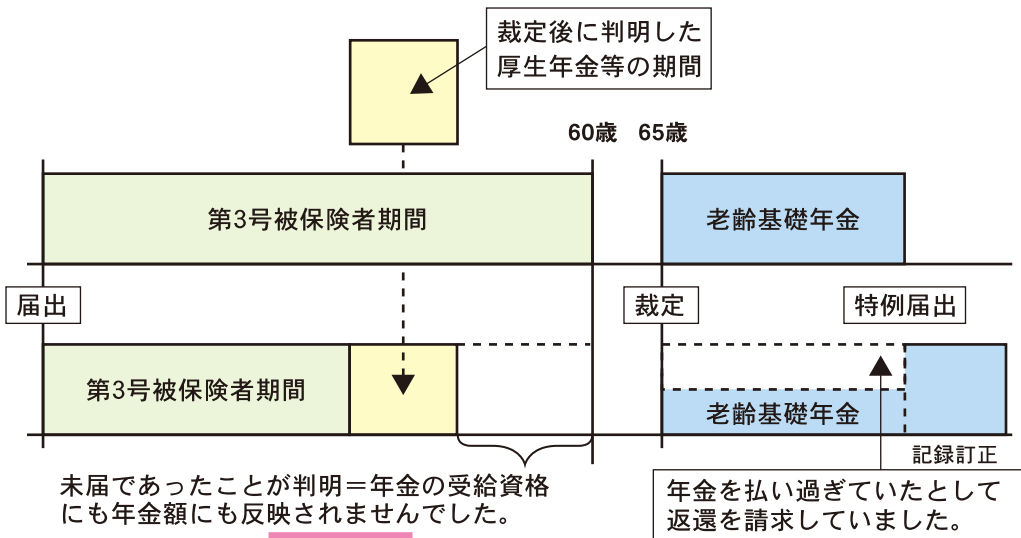 裁定後に判明した
厚生年金等の期間
60歳 65歳
第3号被保険者期間
老齢基礎年金
届出
裁定
特例届出
第3号被保険者期間
老齢基礎年金
記録訂正
未届であったことが判明＝年金の受給資格
にも年金額にも反映されませんでした。
年金を払い過ぎていたとして
返還を請求していました。